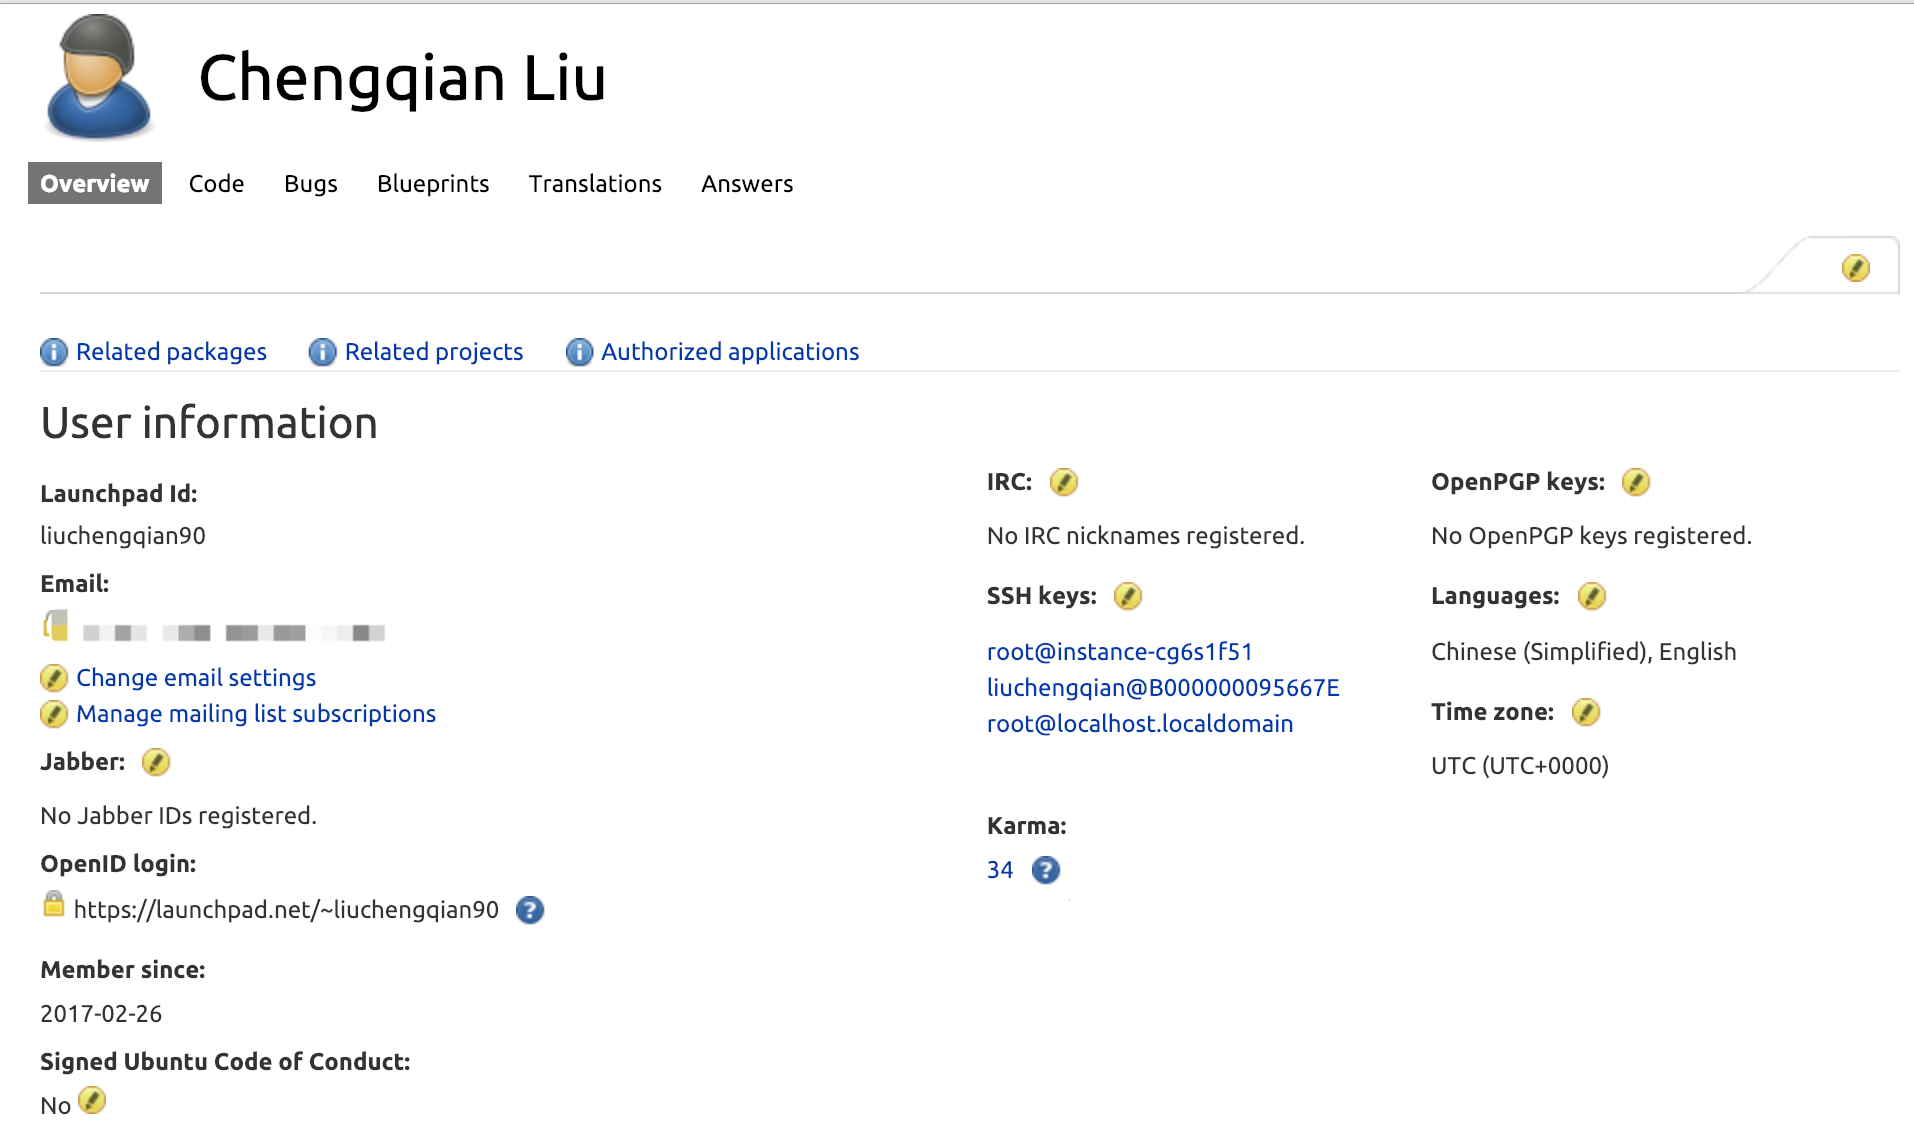 Chengqian Liu
Overview Code Bugs Blueprints Translations Answers
Related packages Related projects Authorized applications
User information
Launchpad Id:
liuchengqian90
Email:
Change email settings
Manage mailing list subscriptions
Jabber:
No Jabber IDs registered.
OpenID login:
https://launchpad.net/~liuchengqian90
Member since:
2017-02-26
Signed Ubuntu Code of Conduct:
No
IRC:
No IRC nicknames registered.
SSH keys:
root@instance-cg6s1f51
liuchengqian@B000000095667E
root@localhost.localdomain
Karma:
34
OpenPGP keys:
No OpenPGP keys registered.
Languages:
Chinese (Simplified), English
Time zone:
UTC (UTC+0000)